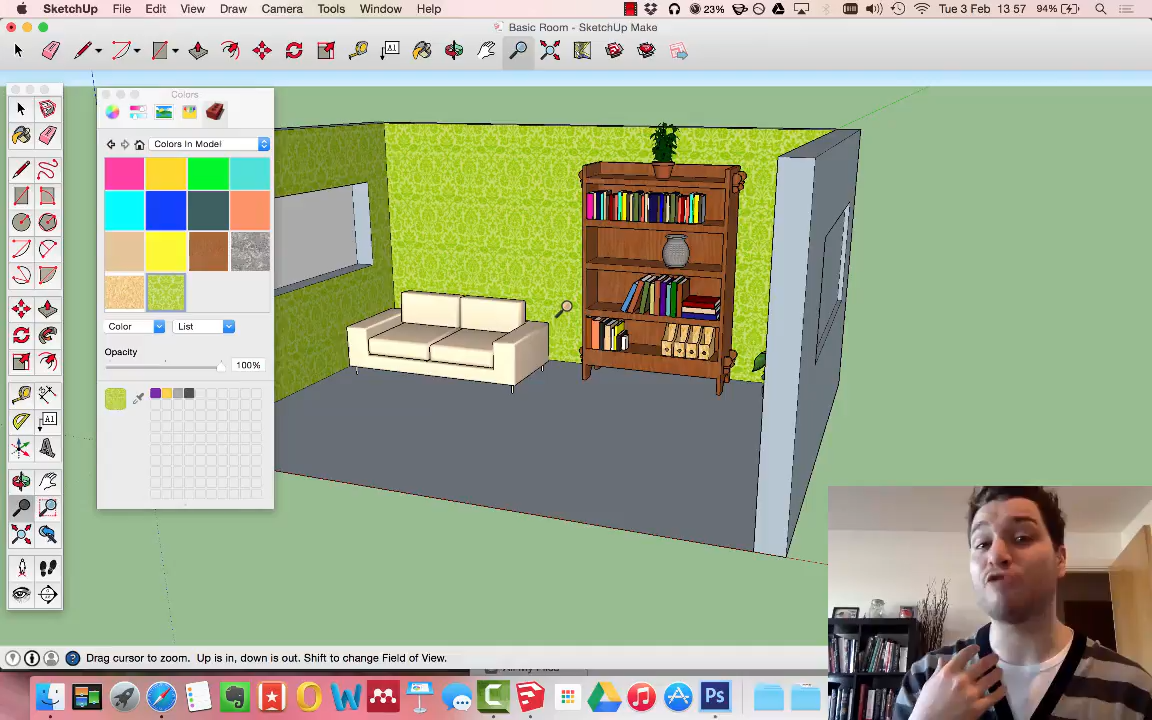 SketchUp File Edit View Draw Camera Tools Window Help 23% Tue 3 Feb 13:57 94%
Basic Room - SketchUp Make
Colors
Colors In Model
Color List
Opacity
100%
Drag cursor to zoom. Up is in, down is out. Shift to change Field of View.